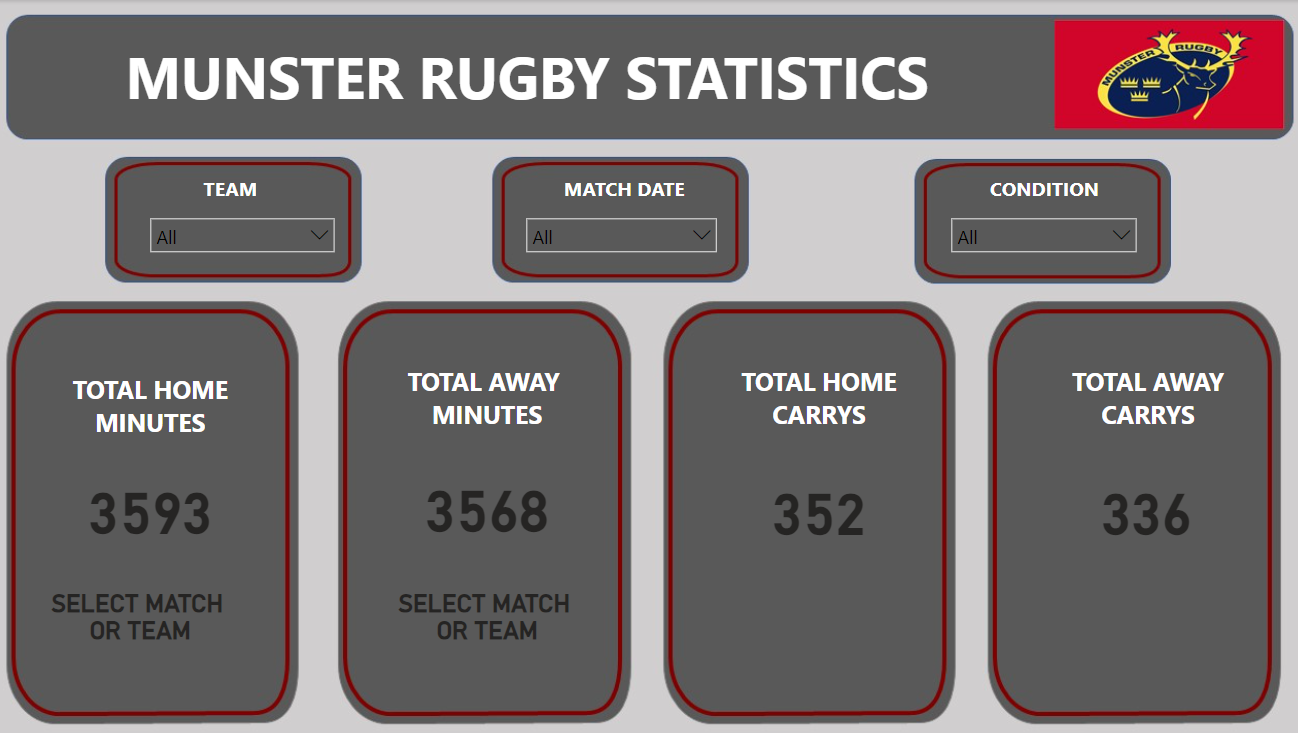 MUNSTER RUGBY STATISTICS
MUNSTER RUGBY
TEAM
MATCH DATE
CONDITION
All
All
All
TOTAL HOME
MINUTES
3593
SELECT MATCH
OR TEAM
TOTAL AWAY
MINUTES
3568
SELECT MATCH
OR TEAM
TOTAL HOME
CARRYS
352
TOTAL AWAY
CARRYS
336